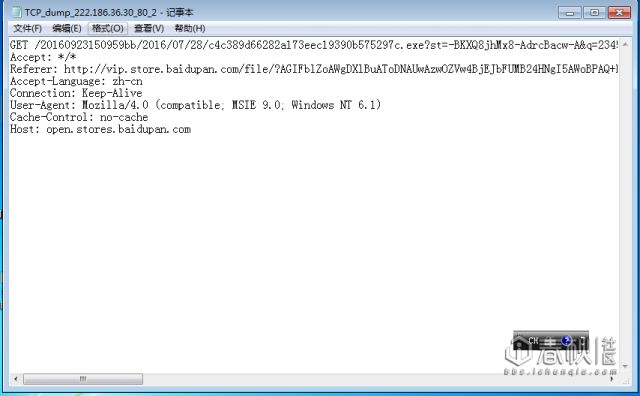 TCP_dump_222.186.36.30_80_2 - 记事本
文件(F) 编辑(E) 格式(O) 查看(V) 帮助(H)
GET /20160923150959bb/2016/07/28/c4c389d66282a173eec19390b575297c.exe?st=-BKXQ8jhMx8-AdrcBacw-A&q=2345
Accept: */*
Referer: http://vip.store.baidupan.com/file/?AGIFblZoAWgDXlBuAToDNAUwAzwOZVw4BjEJbFUMB24HNgI5AWoBPAQ+
Accept-Language: zh-cn
Connection: Keep-Alive
User-Agent: Mozilla/4.0 (compatible; MSIE 9.0; Windows NT 6.1)
Cache-Control: no-cache
Host: open.stores.baidupan.com
CH
春秋社区
bbs.ichunqiu.com